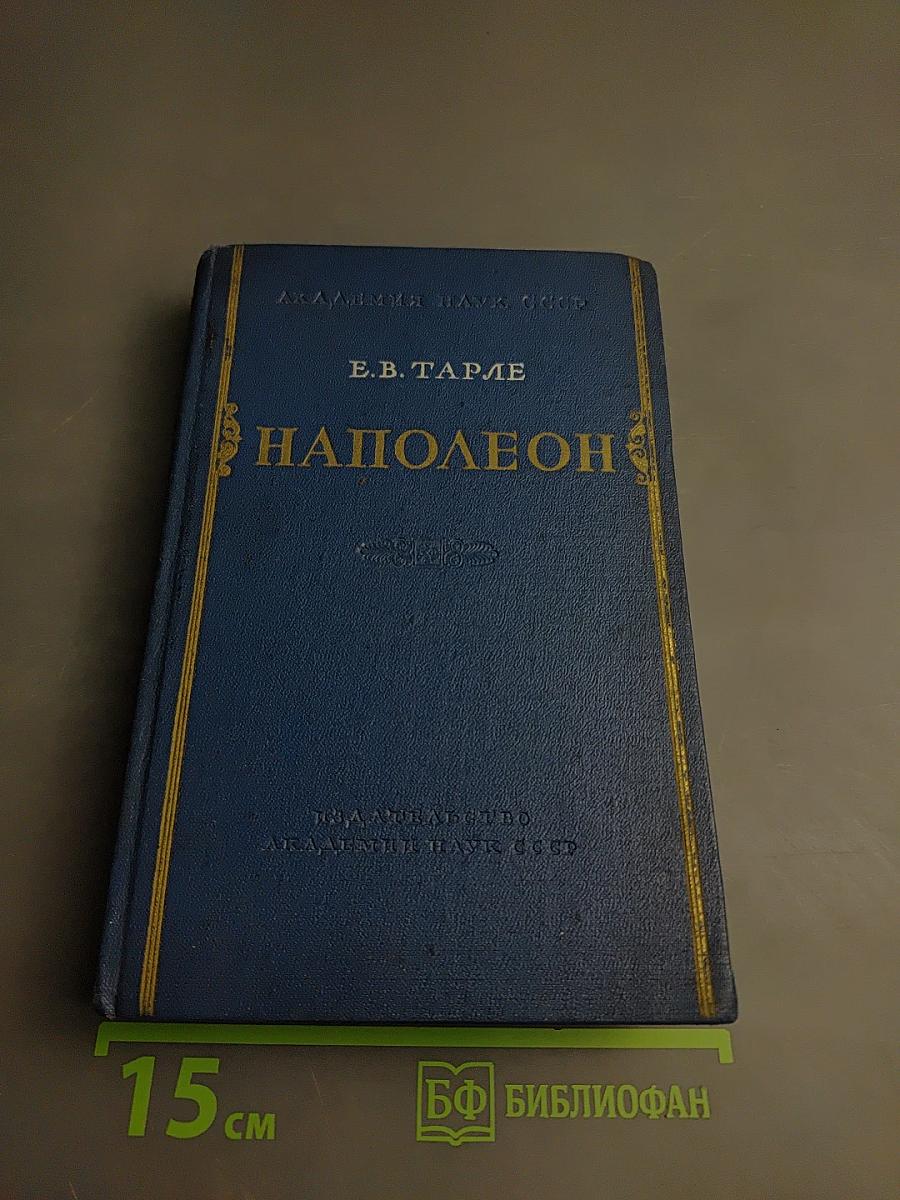 АКАДЕМИЯ НАУК СССР
Е.В. ТАРЛЕ
НАПОЛЕОН
ИЗДАТЕЛЬСТВО
АКАДЕМИИ НАУК СССР
15 см
БФ БИБЛИОФАН